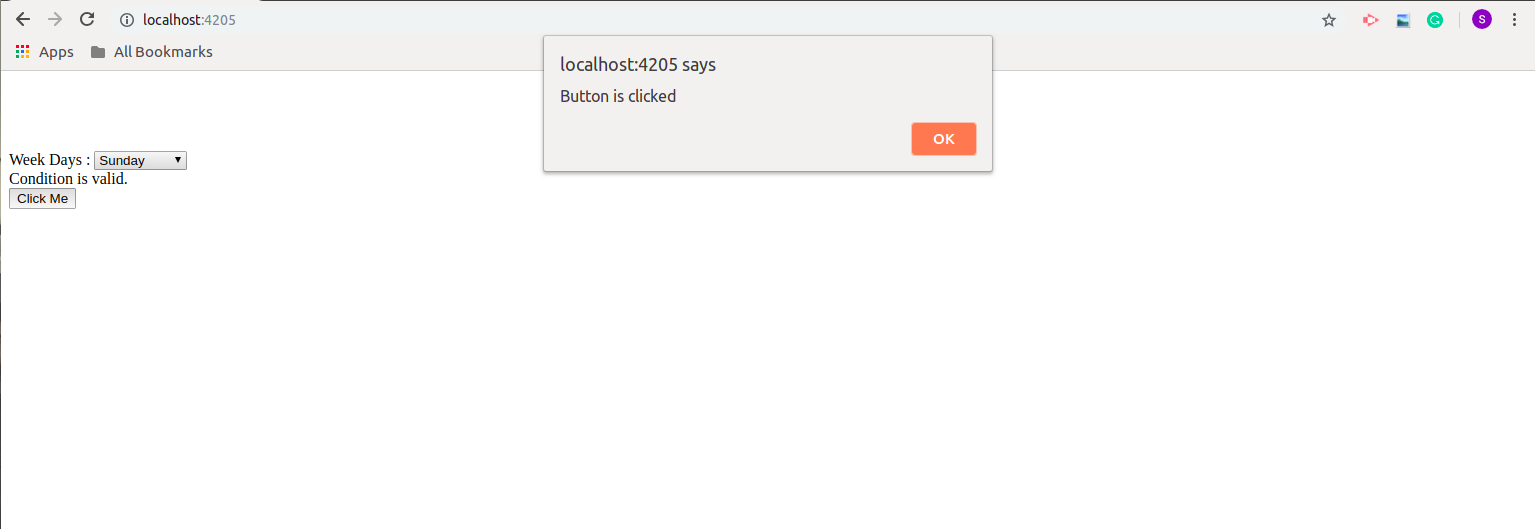 localhost:4205
S
Apps
All Bookmarks
localhost:4205 says
Button is clicked
OK
Week Days : Sunday
Condition is valid.
Click Me